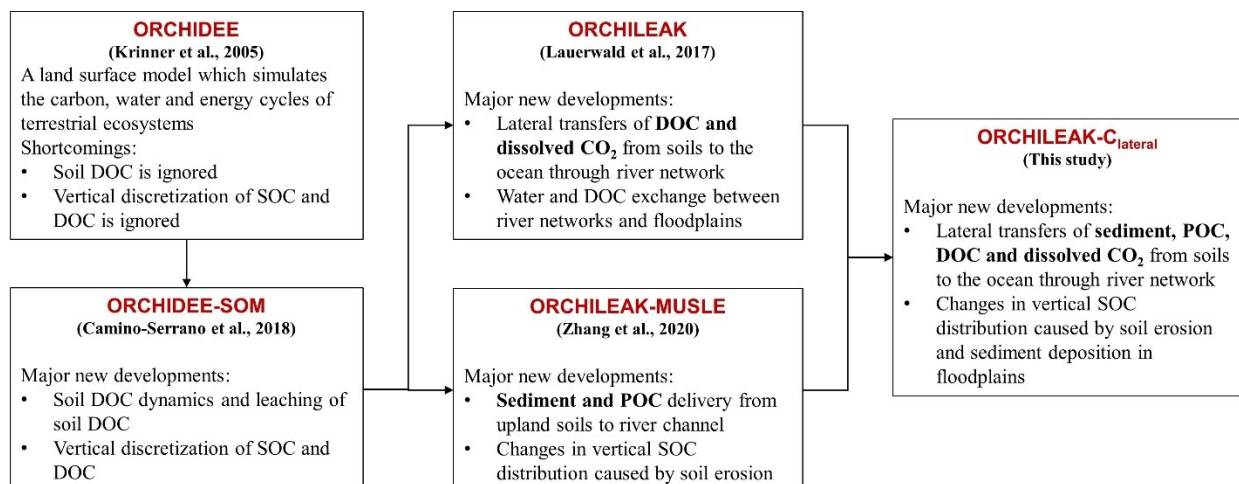 ORCHIDEE
(Krinner et al., 2005)
A land surface model which simulates
the carbon, water and energy cycles of
terrestrial ecosystems
Shortcomings:
• Soil DOC is ignored
• Vertical discretization of SOC and
DOC is ignored
ORCHIDEE-SOM
(Camino-Serrano et al., 2018)
Major new developments:
• Soil DOC dynamics and leaching of
soil DOC
• Vertical discretization of SOC and
DOC
ORCHILEAK
(Lauerwald et al., 2017)
Major new developments:
• Lateral transfers of DOC and
dissolved CO₂ from soils to the
ocean through river network
• Water and DOC exchange between
river networks and floodplains
ORCHILEAK-MUSLE
(Zhang et al., 2020)
Major new developments:
• Sediment and POC delivery from
upland soils to river channel
• Changes in vertical SOC
distribution caused by soil erosion
ORCHILEAK-Clateral
(This study)
Major new developments:
• Lateral transfers of sediment, POC,
DOC and dissolved CO₂ from soils
to the ocean through river network
• Changes in vertical SOC
distribution caused by soil erosion
and sediment deposition in
floodplains